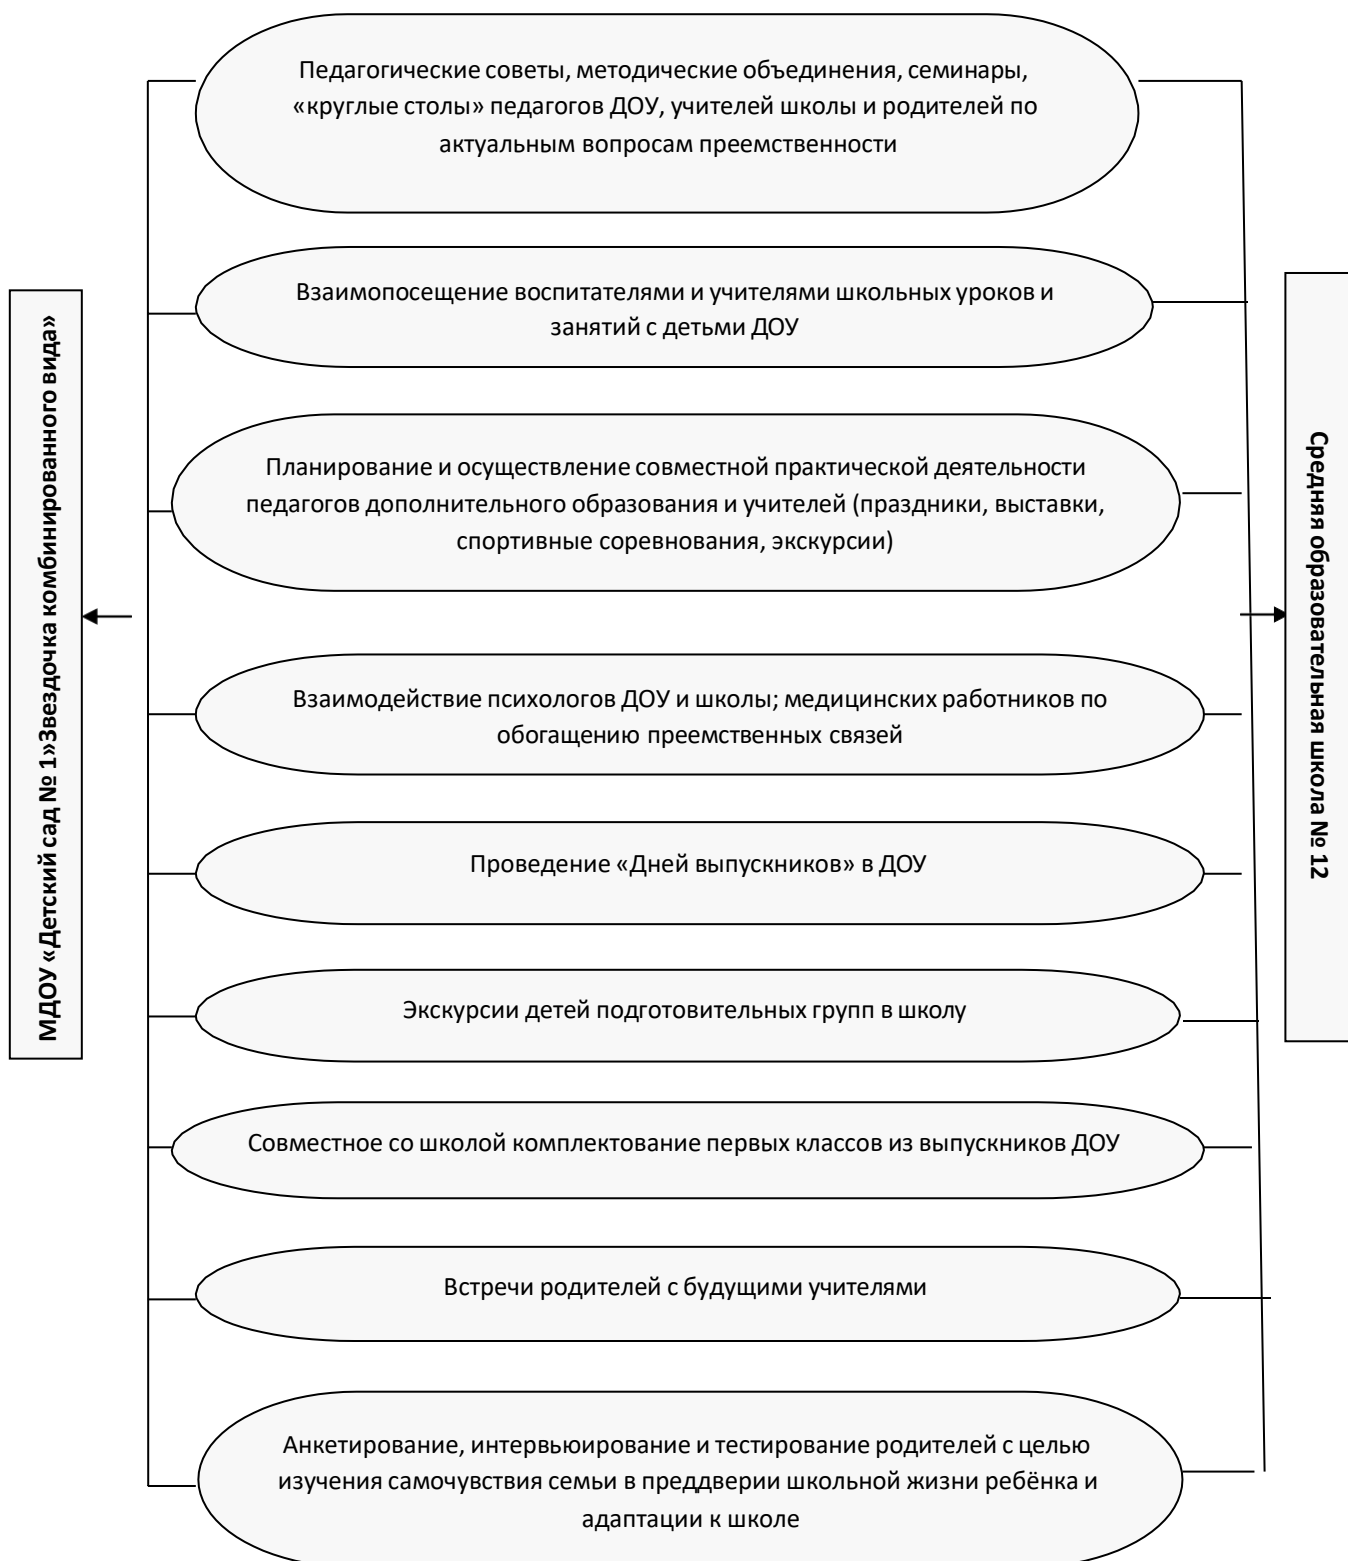 Педагогические советы, методические объединения, семинары,
«круглые столы» педагогов ДОУ, учителей школы и родителей по
актуальным вопросам преемственности
Взаимопосещение воспитателями и учителями школьных уроков и
занятий с детьми ДОУ
МДОУ «Детский сад № 1»Звездочка комбинированного вида»
Планирование и осуществление совместной практической деятельности
педагогов дополнительного образования и учителей (праздники, выставки,
спортивные соревнования, экскурсии)
Средняя образовательная школа № 12
Взаимодействие психологов ДОУ и школы; медицинских работников по
обогащению преемственных связей
Проведение «Дней выпускников» в ДОУ
Экскурсии детей подготовительных групп в школу
Совместное со школой комплектование первых классов из выпускников ДОУ
Встречи родителей с будущими учителями
Анкетирование, интервьюирование и тестирование родителей с целью
изучения самочувствия семьи в преддверии школьной жизни ребёнка и
адаптации к школе